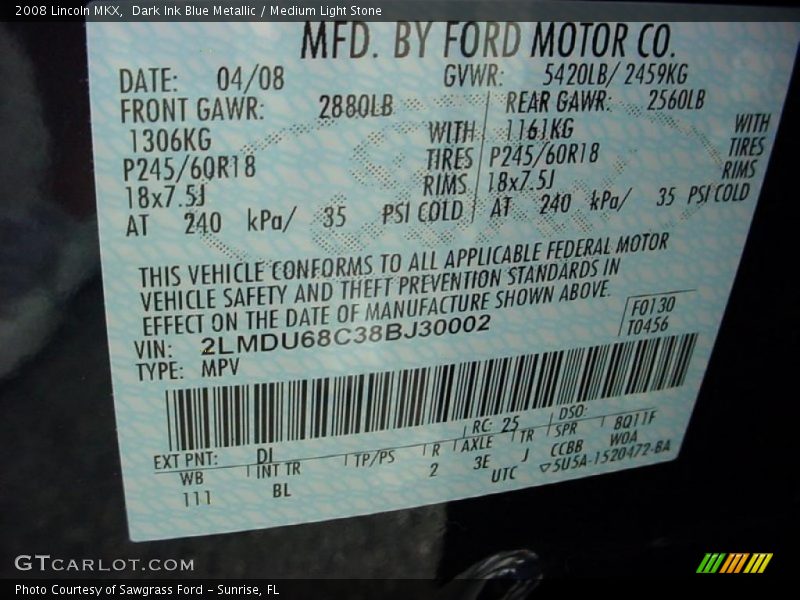 2008 Lincoln MKX,  Dark Ink Blue Metallic / Medium Light Stone
MFD. BY FORD MOTOR CO.
DATE: 04/08 GVWR: 5420LB/ 2459KG
FRONT GAWR: 2880LB REAR GAWR: 2560LB
1306KG WITH 1161KG WITH
P245/60R18 TIRES P245/60R18 TIRES
18x7.5J RIMS 18x7.5J RIMS
AT 240 kPa/ 35 PSI COLD AT 240 kPa/ 35 PSI COLD
THIS VEHICLE CONFORMS TO ALL APPLICABLE FEDERAL MOTOR
VEHICLE SAFETY AND THEFT PREVENTION STANDARDS IN
EFFECT ON THE DATE OF MANUFACTURE SHOWN ABOVE.
F0130
T0456
VIN: 2LMDU68C38BJ30002
TYPE: MPV
EXT PNT: DI RC: 25 DSO:
WB INT TR TP/PS R AXLE TR SPR 8Q11F
111 BL 2 3E J CCBB WOA
UTC ▽5U5A-1520472-BA
GTCARLOT.COM
Photo Courtesy of Sawgrass Ford - Sunrise, FL